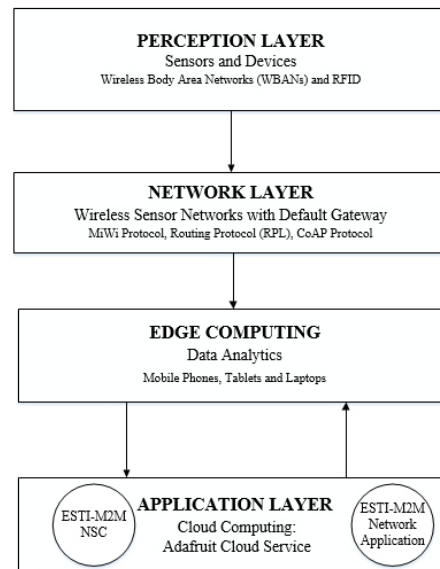 PERCEPTION LAYER
Sensors and Devices
Wireless Body Area Networks (WBANs) and RFID
NETWORK LAYER
Wireless Sensor Networks with Default Gateway
MiWi Protocol, Routing Protocol (RPL), CoAP Protocol
EDGE COMPUTING
Data Analytics
Mobile Phones, Tablets and Laptops
ESTI-M2M
NSC
APPLICATION LAYER
Cloud Computing:
Adafruit Cloud Service
ESTI-M2M
Network
Application